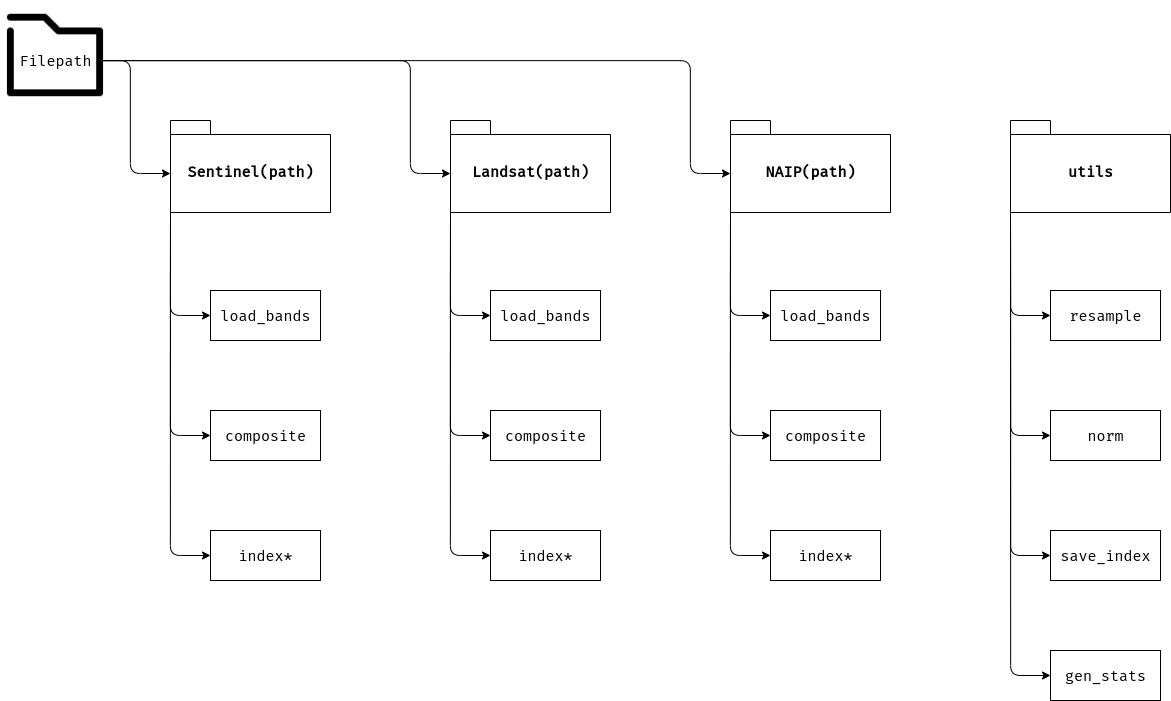 Filepath
Sentinel(path)
Landsat(path)
NAIP(path)
utils
load_bands
load_bands
load_bands
resample
composite
composite
composite
norm
index*
index*
index*
save_index
gen_stats